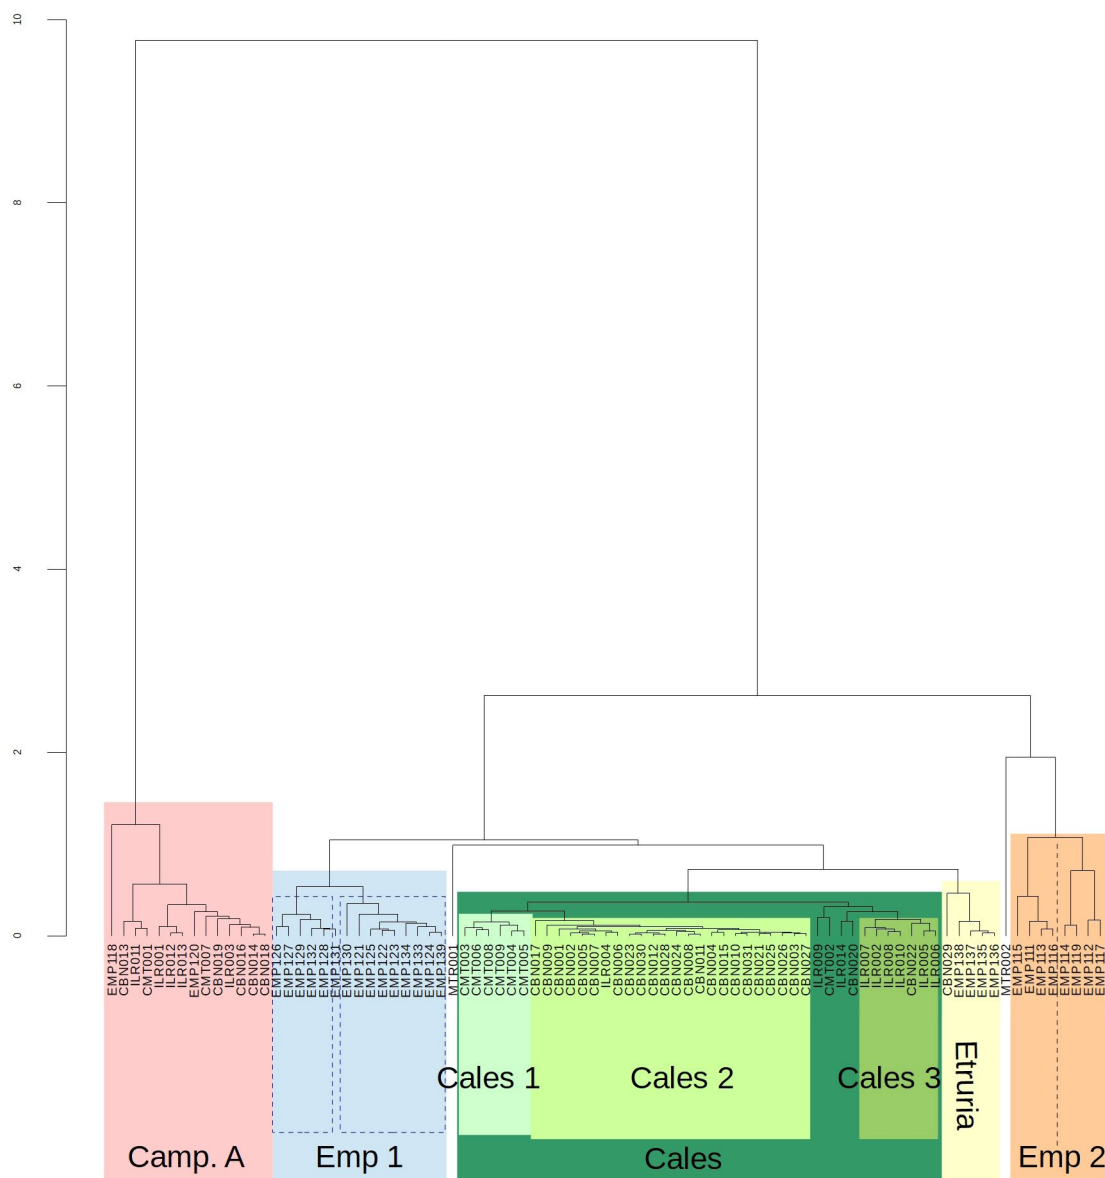 10
8
6
4
2
0
EMP118
CBN013
ILR011
CMT001
ILR001
ILR012
ILR013
EMP120
CMT007
CBN019
ILR003
CBN016
CBN014
CBN018
EMP126
EMP127
EMP129
EMP132
EMP128
EMP131
EMP130
EMP121
EMP125
EMP122
EMP123
EMP134
EMP133
EMP124
EMP139
MTR001
CMT003
CMT006
CMT008
CMT009
CMT004
CMT005
CBN017
CBN009
CBN001
CBN002
CBN005
CBN007
ILR004
CBN006
CBN023
CBN030
CBN012
CBN028
CBN024
CBN008
CBN011
CBN004
CBN015
CBN010
CBN031
CBN021
CBN025
CBN026
CBN003
CBN027
ILR009
CMT002
ILR014
CBN020
ILR007
ILR002
ILR008
ILR010
CBN022
ILR005
ILR006
CBN029
EMP138
EMP137
EMP135
EMP136
MTR002
EMP115
EMP111
EMP113
EMP116
EMP114
EMP119
EMP112
EMP117
Cales 1
Cales 2
Cales 3
Etruria
Camp. A
Emp 1
Cales
Emp 2